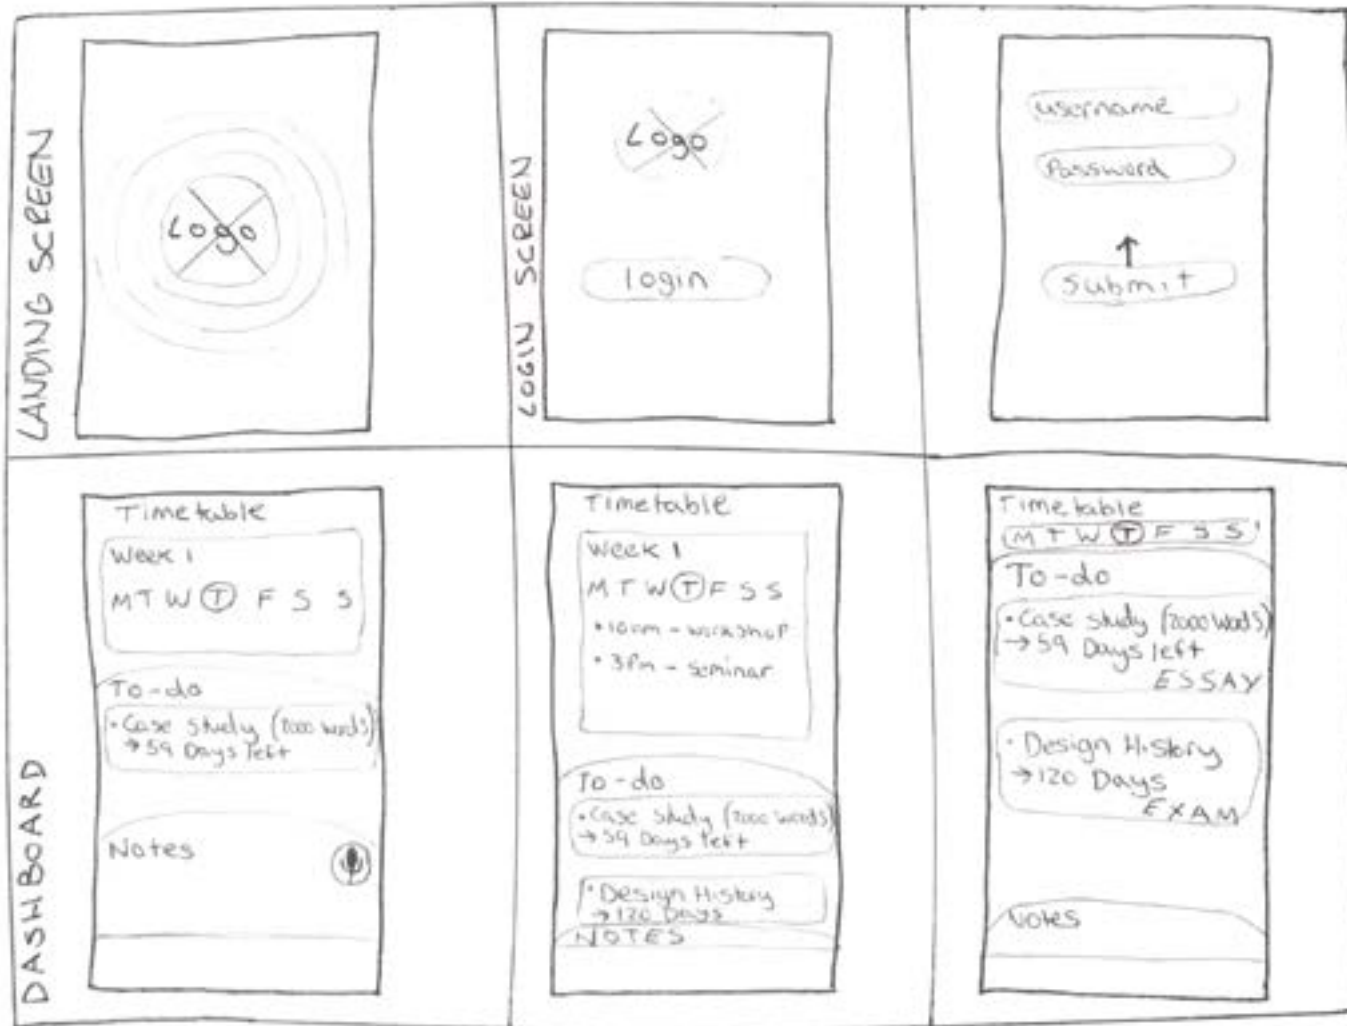 LANDING SCREEN
Logo
LOGIN SCREEN
Logo
login
username
Password
Submit
DASHBOARD
Timetable
Week 1
M T W T F S S
To-do
• Case Study (2000 words)
→ 59 Days left
Notes
Timetable
Week 1
M T W T F S S
• 10am - workshop
• 3Pm - seminar
To-do
• Case Study (2000 words)
→ 59 Days left
• Design History
→ 120 Days
NOTES
Timetable
M T W T F S S
To-do
• Case study (2000 words)
→ 59 Days left
ESSAY
• Design History
→ 120 Days
EXAM
Notes